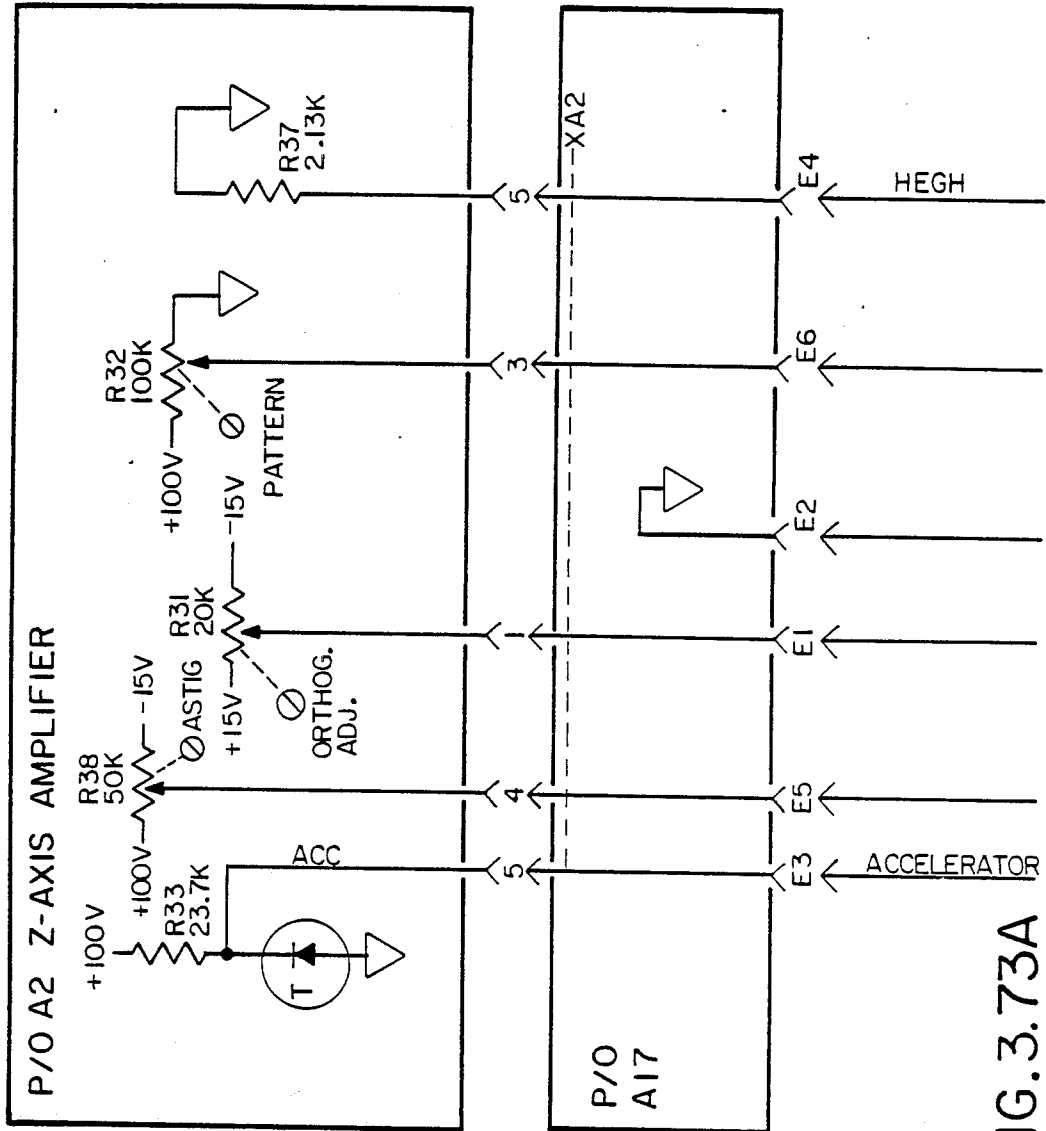 P/O A2 Z-AXIS AMPLIFIER
+100V
R33
23.7K
T
ACC
R38
50K
+100V
-15V
ASTIG
R31
20K
+15V
-15V
ORTHOG.
ADJ.
R32
100K
+100V
PATTERN
R37
2.13K
5
4
1
3
5
XA2
P/O
A17
E3
E5
E1
E2
E6
E4
ACCELERATOR
HEGH
IG.3.73A